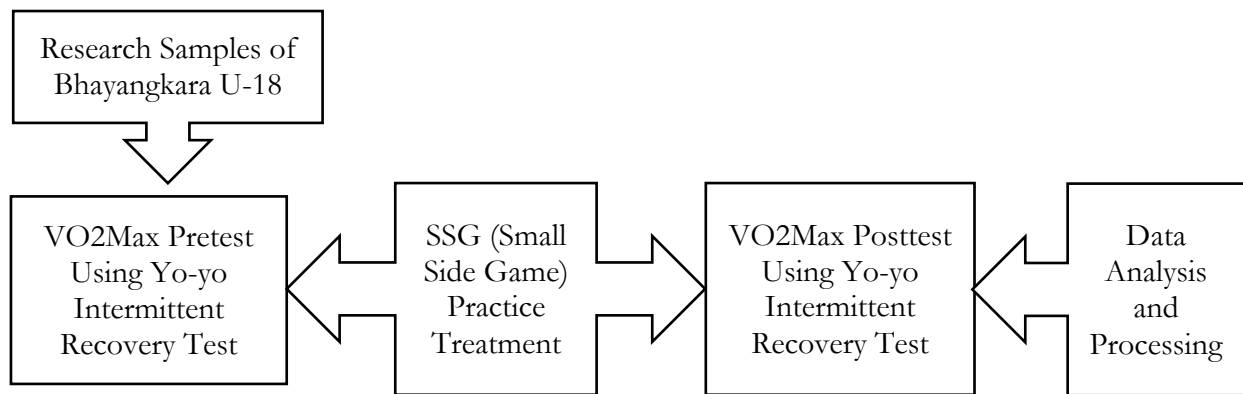 Research Samples of
Bhayangkara U-18
VO2Max Pretest
Using Yo-yo
Intermittent
Recovery Test
SSG (Small
Side Game)
Practice
Treatment
VO2Max Posttest
Using Yo-yo
Intermittent
Recovery Test
Data
Analysis
and
Processing